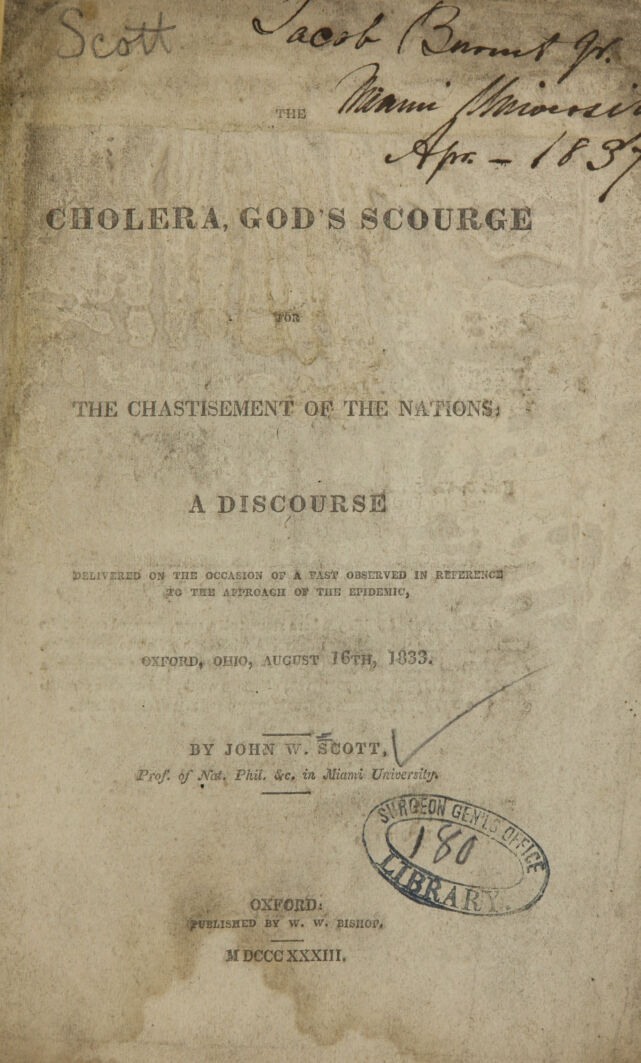 Scott
Jacob Burnet Jr.
Miami
Apr. - 1837
THE
CHOLERA, GOD'S SCOURGE
FOR
THE CHASTISEMENT OF THE NATIONS;
A DISCOURSE
DELIVERED ON THE OCCASION OF A FAST OBSERVED IN REFERENCE
TO THE APPROACH OF THE EPIDEMIC,
OXFORD, OHIO, AUGUST 16TH, 1833.
BY JOHN W. SCOTT,
Prof. of Nat. Phil. &c. in Miami University.
SURGEON GEN'LS OFFICE
180
LIBRARY.
OXFORD:
PUBLISHED BY W. W. BISHOP.
MDCCCXXXIII.